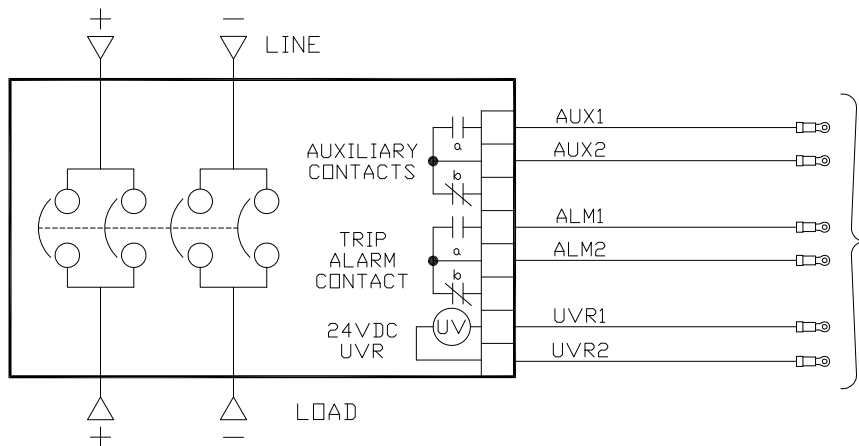 + −
LINE
AUXILIARY
CONTACTS
a
b
AUX1
AUX2
TRIP
ALARM
CONTACT
a
b
ALM1
ALM2
24VDC
UVR
UV
UVR1
UVR2
LOAD
+ −